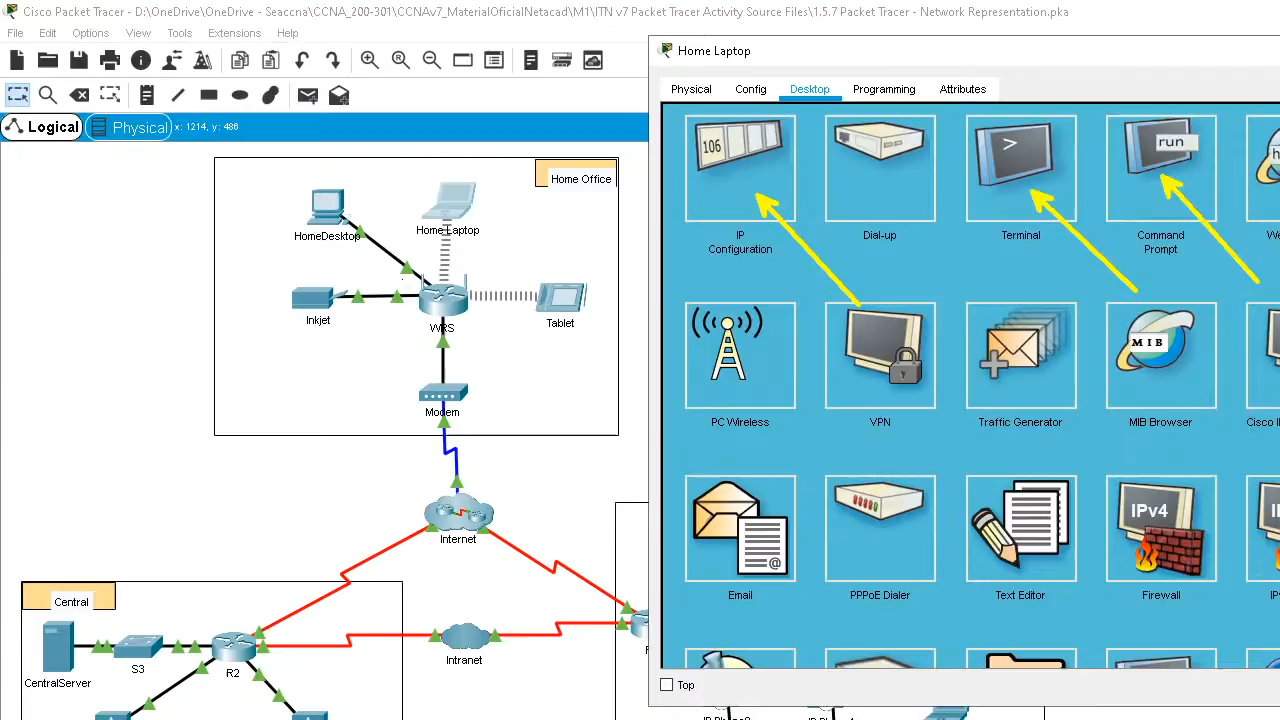 Cisco Packet Tracer - D:\OneDrive\OneDrive - Seaccna\CCNA_200-301\CCNAv7_MaterialOficialNetacad\M1\ITN v7 Packet Tracer Activity Source Files\1.5.7 Packet Tracer - Network Representation.pka
File Edit Options View Tools Extensions Help
Logical Physical x: 1214, y: 486
Home Office
HomeDesktop
Home Laptop
Inkjet
WRS
Tablet
Modem
Internet
Central
CentralServer
S3
R2
Intranet
Home Laptop
Physical Config Desktop Programming Attributes
106
>
run
IP
Configuration
Dial-up
Terminal
Command
Prompt
MIB
PC Wireless
VPN
Traffic Generator
MIB Browser
Cisco I
@
IPv4
Email
PPPoE Dialer
Text Editor
Firewall
Top